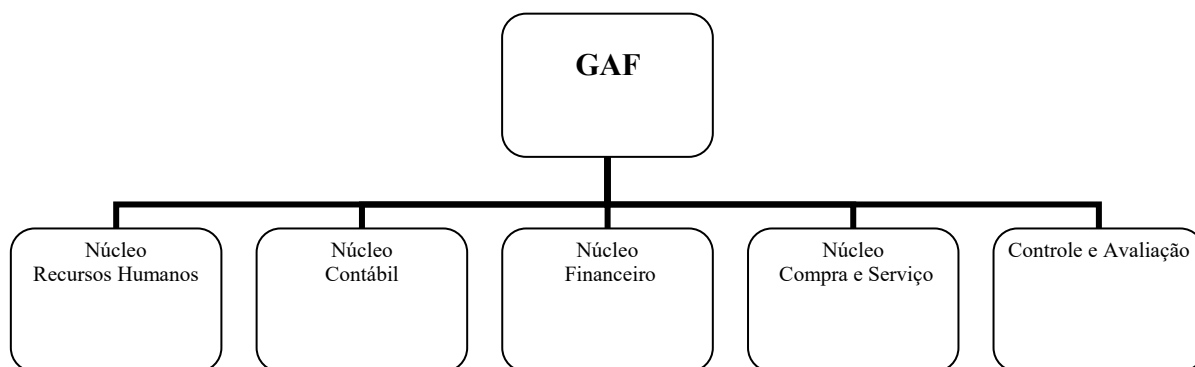 GAF
Núcleo
Recursos Humanos
Núcleo
Contábil
Núcleo
Financeiro
Núcleo
Compra e Serviço
Controle e Avaliação